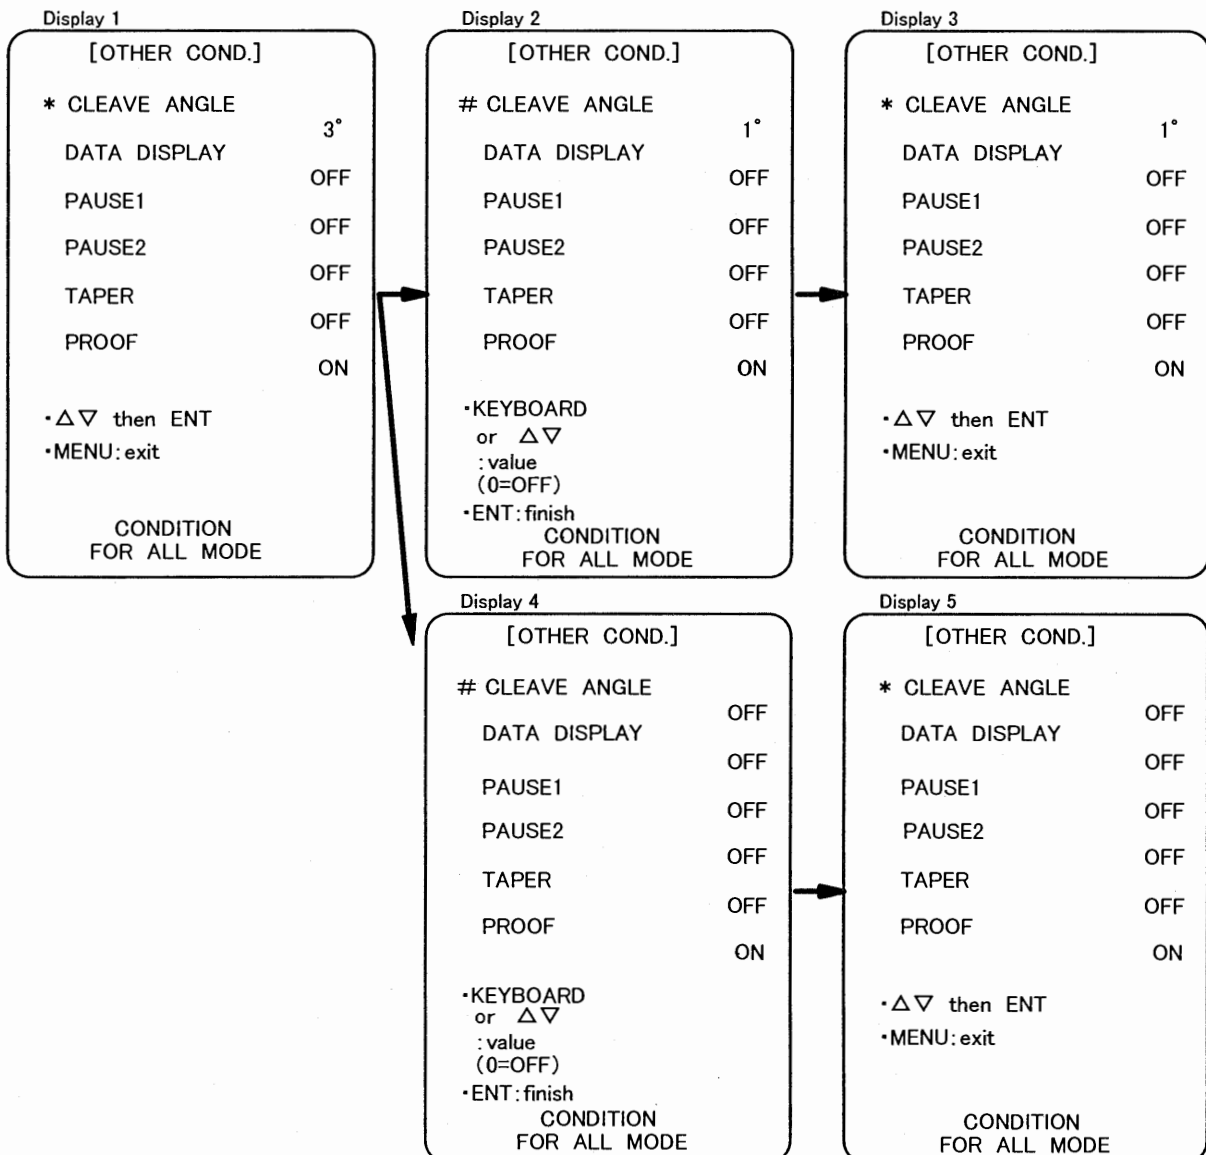 Display 1
[OTHER COND.]
* CLEAVE ANGLE
3°
DATA DISPLAY
OFF
PAUSE1
OFF
PAUSE2
OFF
TAPER
OFF
PROOF
ON
・△▽ then ENT
・MENU:exit
CONDITION
FOR ALL MODE
Display 2
[OTHER COND.]
# CLEAVE ANGLE
1°
DATA DISPLAY
OFF
PAUSE1
OFF
PAUSE2
OFF
TAPER
OFF
PROOF
ON
・KEYBOARD
or △▽
:value
(0=OFF)
・ENT:finish
CONDITION
FOR ALL MODE
Display 3
[OTHER COND.]
* CLEAVE ANGLE
1°
DATA DISPLAY
OFF
PAUSE1
OFF
PAUSE2
OFF
TAPER
OFF
PROOF
ON
・△▽ then ENT
・MENU:exit
CONDITION
FOR ALL MODE
Display 4
[OTHER COND.]
# CLEAVE ANGLE
OFF
DATA DISPLAY
OFF
PAUSE1
OFF
PAUSE2
OFF
TAPER
OFF
PROOF
ON
・KEYBOARD
or △▽
:value
(0=OFF)
・ENT:finish
CONDITION
FOR ALL MODE
Display 5
[OTHER COND.]
* CLEAVE ANGLE
OFF
DATA DISPLAY
OFF
PAUSE1
OFF
PAUSE2
OFF
TAPER
OFF
PROOF
ON
・△▽ then ENT
・MENU:exit
CONDITION
FOR ALL MODE